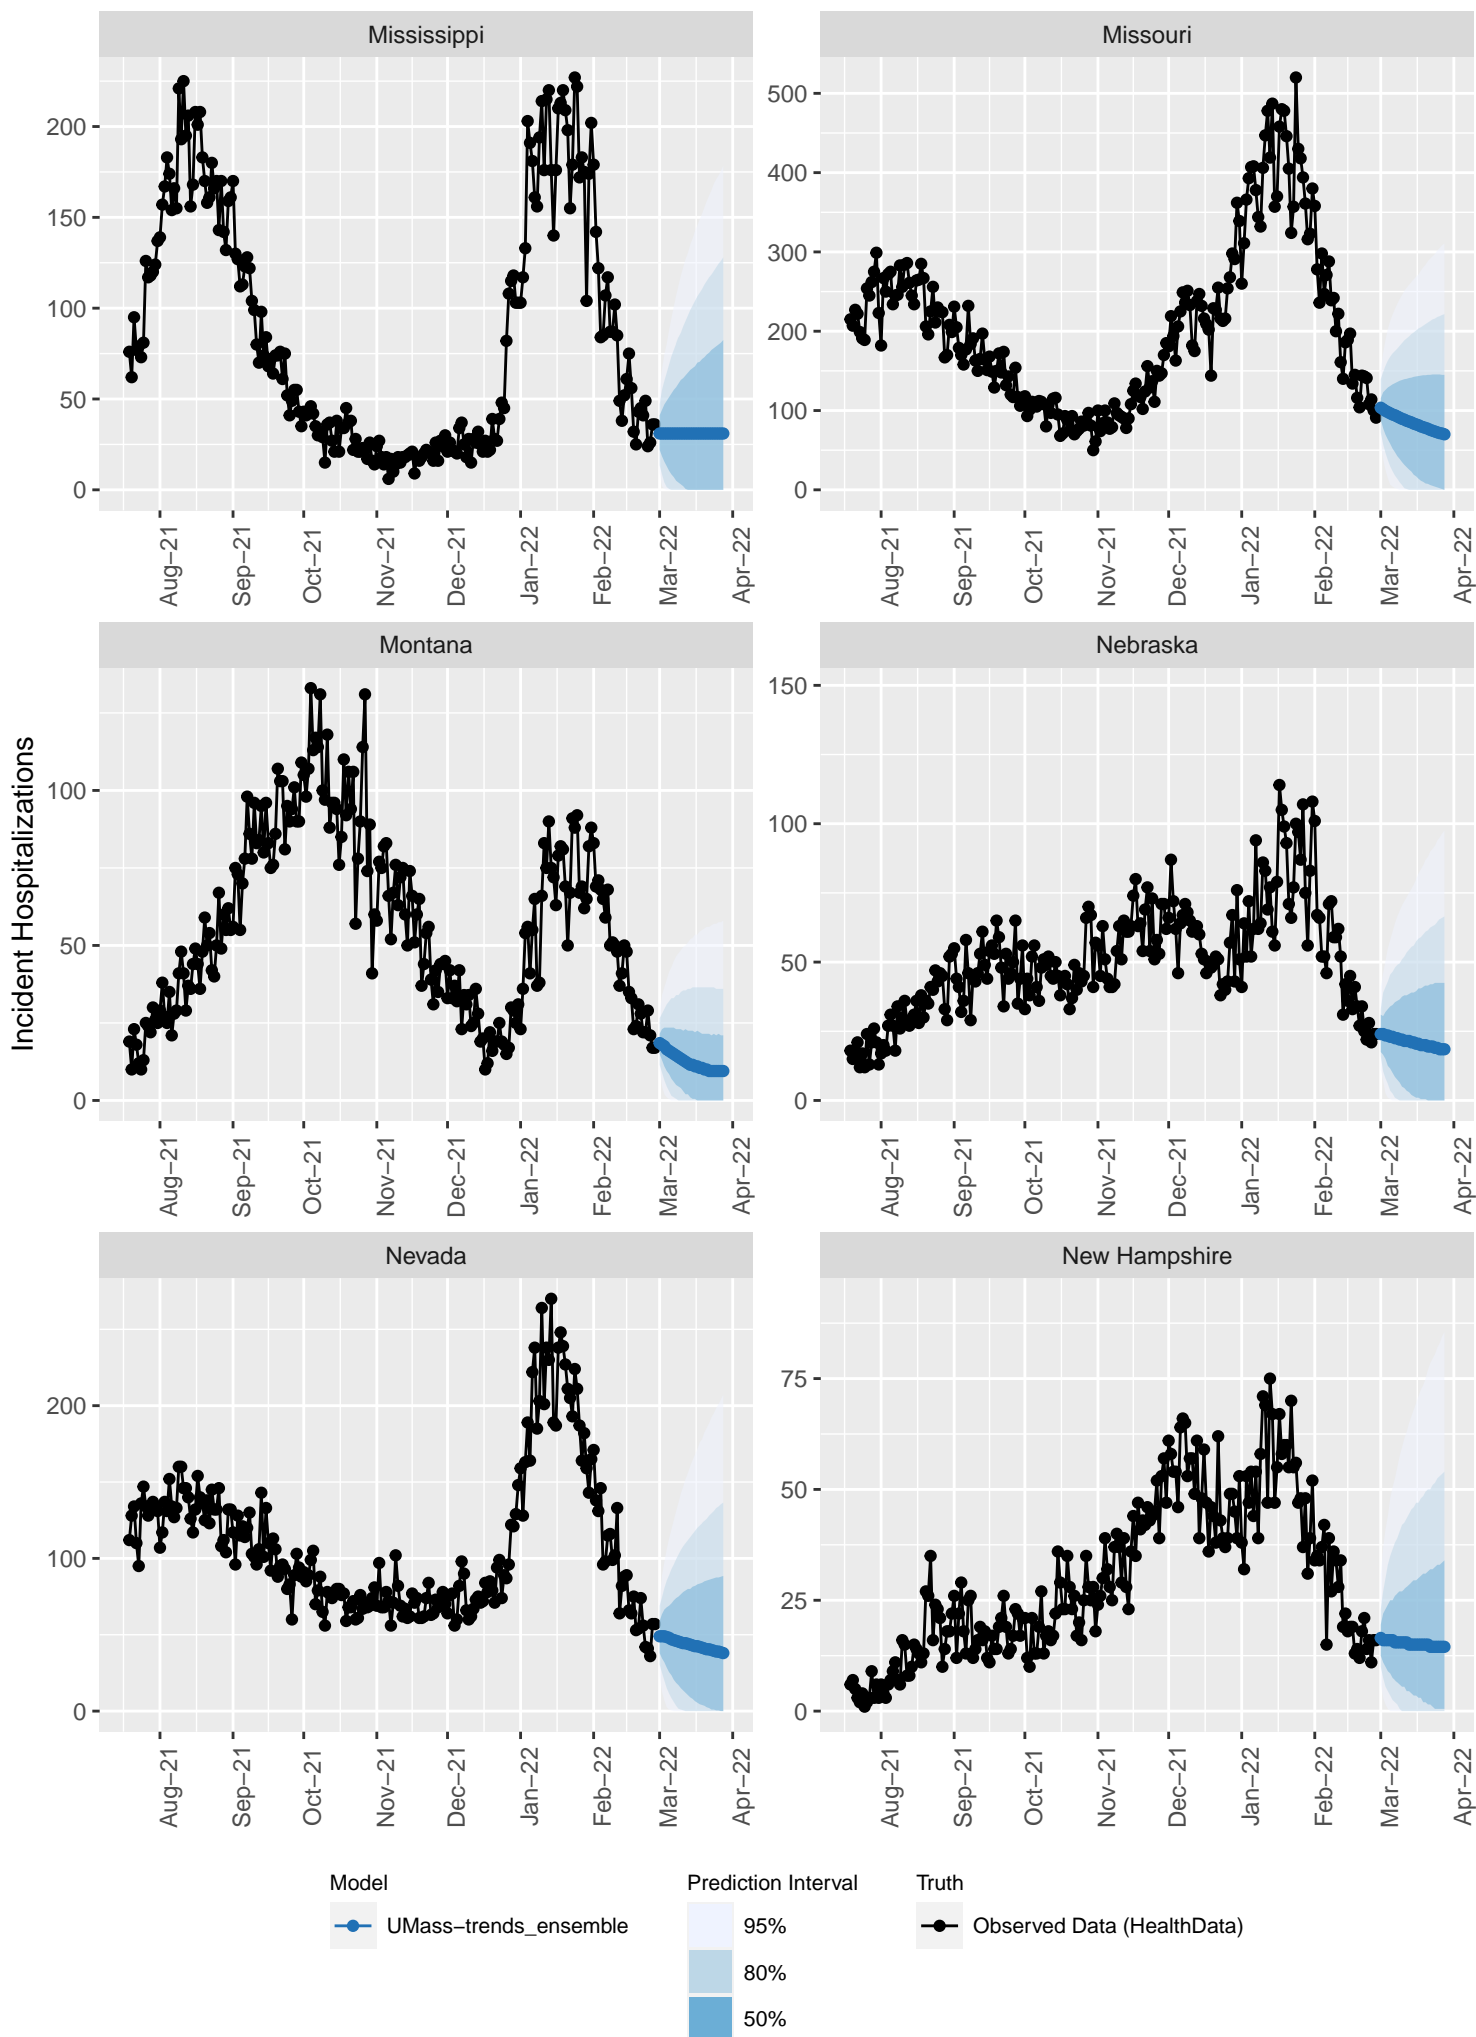 Mississippi
Missouri
0
50
100
150
200
0
100
200
300
400
500
Aug−21
Sep−21
Oct−21
Nov−21
Dec−21
Jan−22
Feb−22
Mar−22
Apr−22
Aug−21
Sep−21
Oct−21
Nov−21
Dec−21
Jan−22
Feb−22
Mar−22
Apr−22
Incident Hospitalizations
Montana
Nebraska
0
50
100
0
50
100
150
Aug−21
Sep−21
Oct−21
Nov−21
Dec−21
Jan−22
Feb−22
Mar−22
Apr−22
Aug−21
Sep−21
Oct−21
Nov−21
Dec−21
Jan−22
Feb−22
Mar−22
Apr−22
Nevada
New Hampshire
0
100
200
0
25
50
75
Aug−21
Sep−21
Oct−21
Nov−21
Dec−21
Jan−22
Feb−22
Mar−22
Apr−22
Aug−21
Sep−21
Oct−21
Nov−21
Dec−21
Jan−22
Feb−22
Mar−22
Apr−22
Model
UMass−trends_ensemble
Prediction Interval
95%
80%
50%
Truth
Observed Data (HealthData)